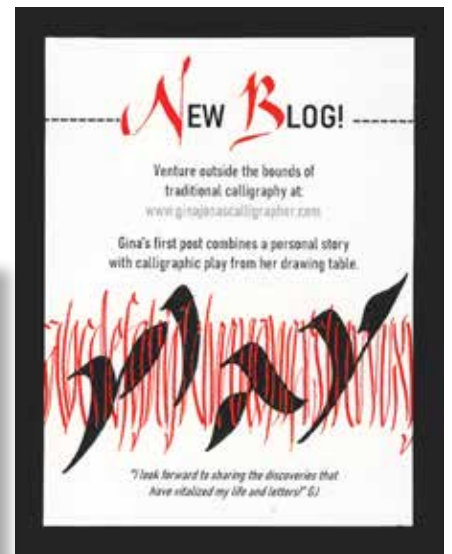 NEW BLOG!
Venture outside the bounds of
traditional calligraphy at:
www.ginajonascalligrapher.com
Gina's first post combines a personal story
with calligraphic play from her drawing table.
play
"I look forward to sharing the discoveries that
have vitalized my life and letters!" GJ